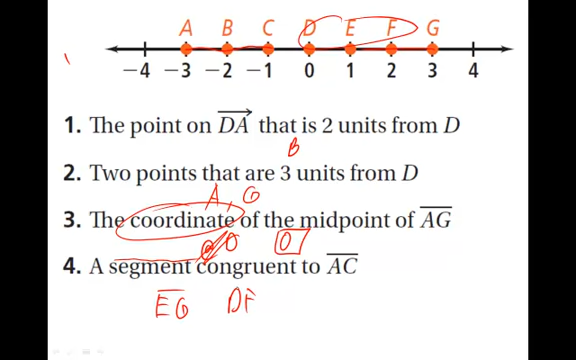 A B C D E F G
−4 −3 −2 −1 0 1 2 3 4
1. The point on DA that is 2 units from D
B
2. Two points that are 3 units from D
A, G
3. The coordinate of the midpoint of AG
0 0
4. A segment congruent to AC
EG DF